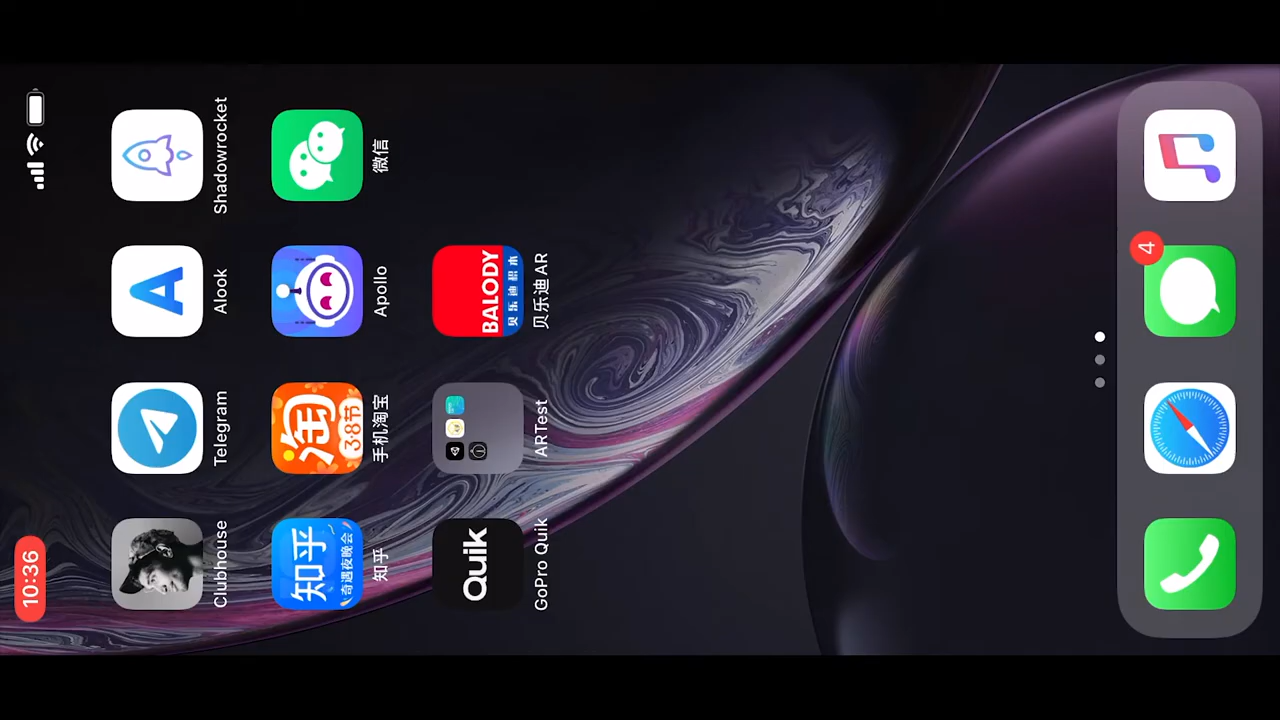 10:36
Clubhouse
Telegram
Alook
Shadowrocket
知乎
奇遇夜晚会
知乎
淘
3.8节
手机淘宝
Apollo
微信
Quik
GoPro Quik
ARTest
BALODY
贝乐迪积木
贝乐迪 AR
4